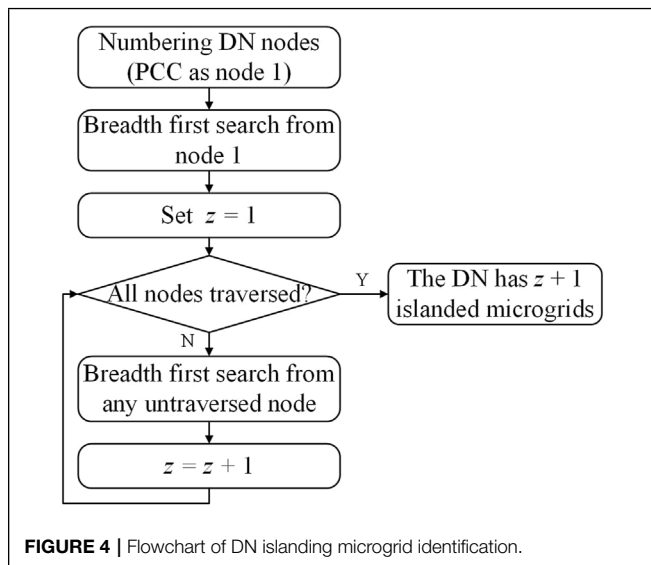 Numbering DN nodes
(PCC as node 1)
Breadth first search from
node 1
Set z = 1
All nodes traversed?
Y
The DN has z + 1
islanded microgrids
N
Breadth first search from
any untraversed node
z = z + 1
FIGURE 4 | Flowchart of DN islanding microgrid identification.